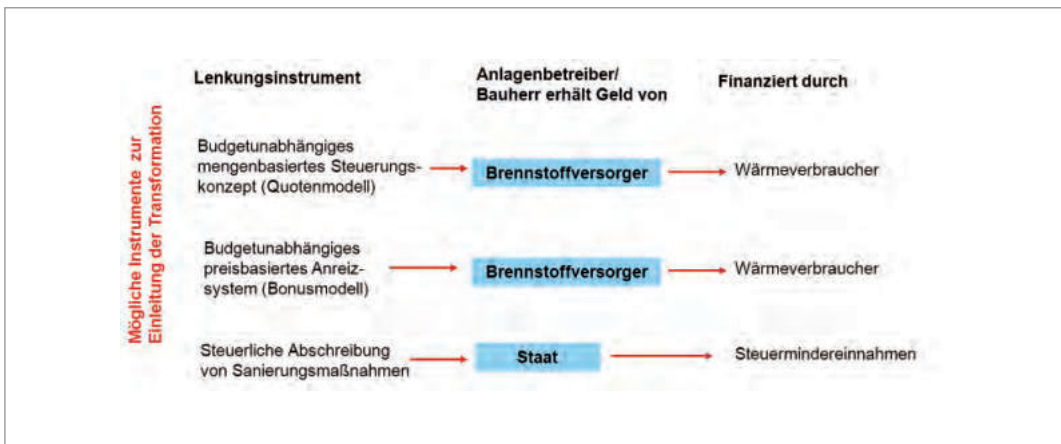 Mögliche Instrumente zur
Einleitung der Transformation
Lenkungsinstrument
Anlagenbetreiber/
Bauherr erhält Geld von
Finanziert durch
Budgetunabhängiges
mengenbasiertes Steuerungs-
konzept (Quotenmodell)
Brennstoffversorger
Wärmeverbraucher
Budgetunabhängiges
preisbasiertes Anreiz-
system (Bonusmodell)
Brennstoffversorger
Wärmeverbraucher
Steuerliche Abschreibung
von Sanierungsmaßnahmen
Staat
Steuermindereinnahmen